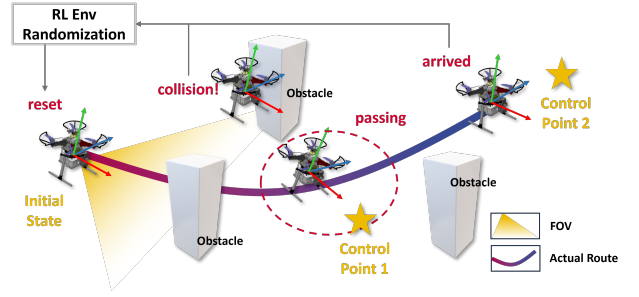 RL Env
Randomization
arrived
collision!
Obstacle
reset
passing
Control
Point 2
Obstacle
Initial
State
Obstacle
Control
Point 1
FOV
Actual Route